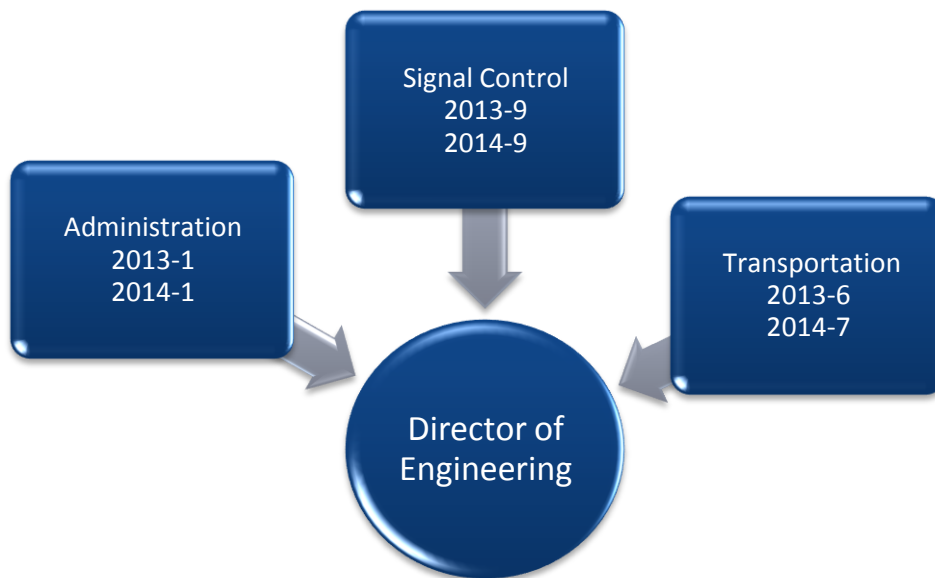 Signal Control
2013-9
2014-9
Administration
2013-1
2014-1
Transportation
2013-6
2014-7
Director of
Engineering